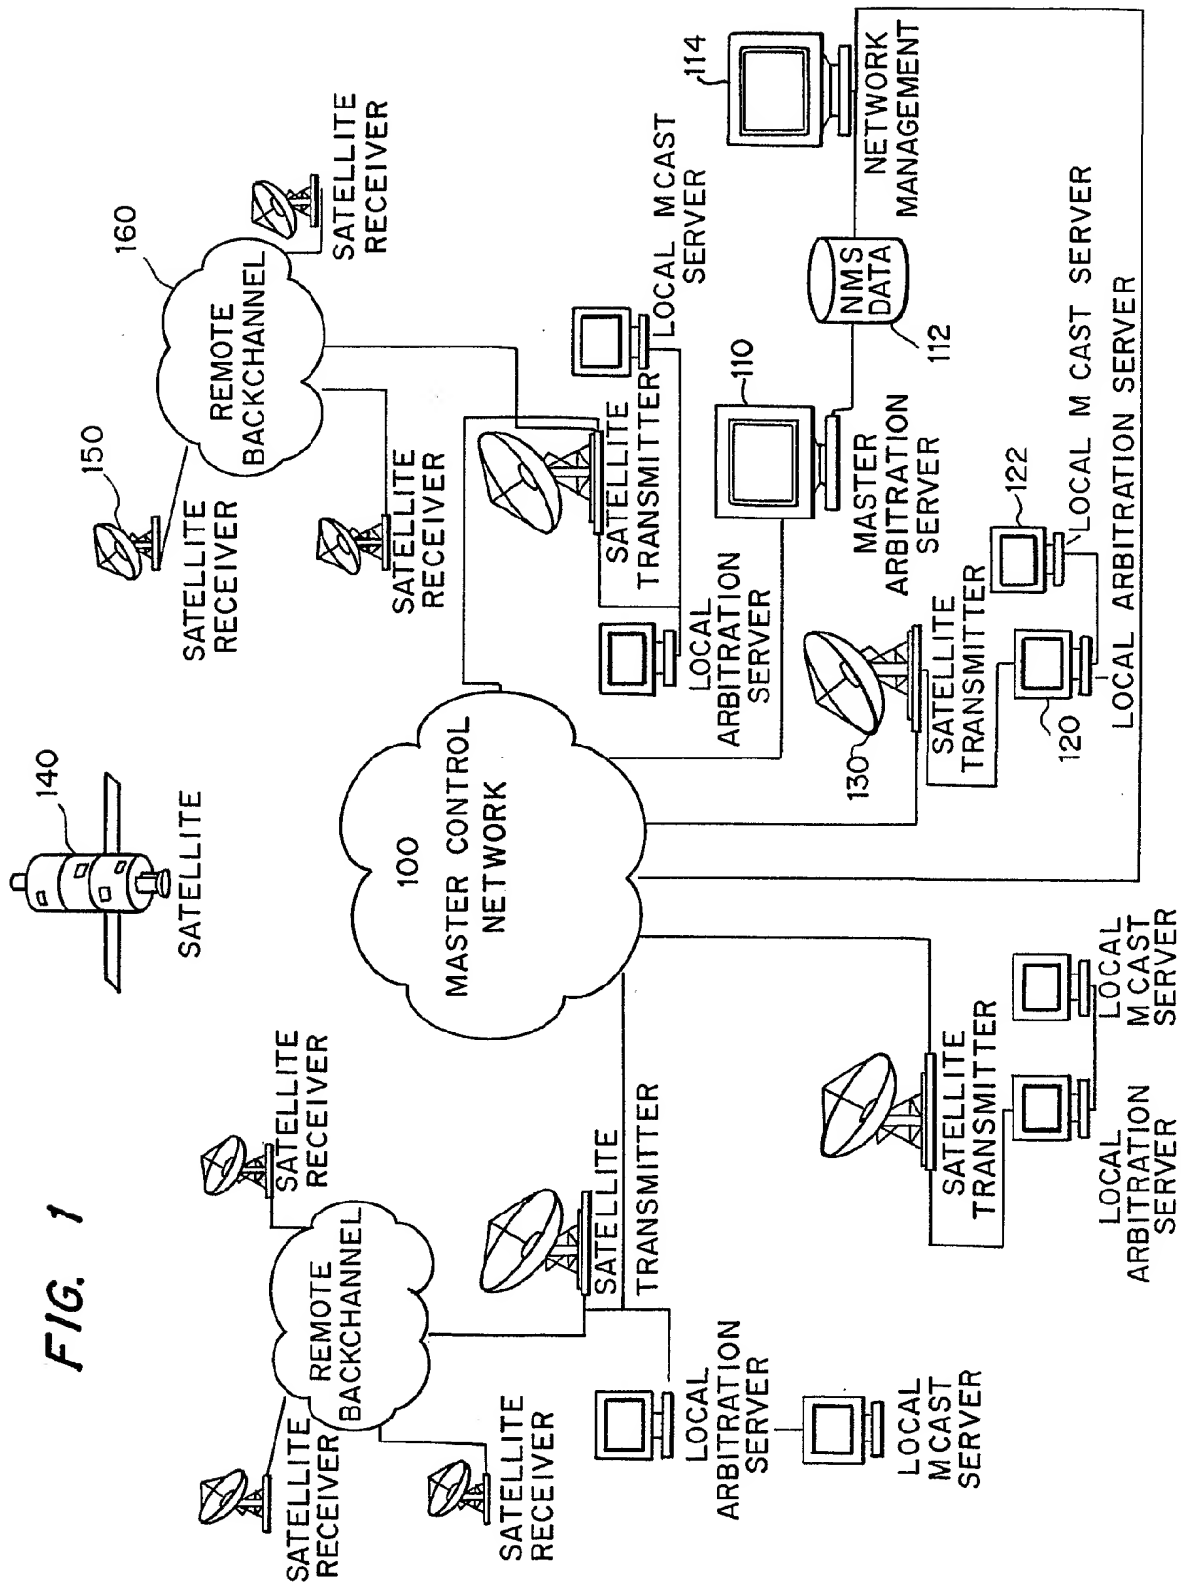 FIG. 1
140
SATELLITE
160
150
SATELLITE
RECEIVER
REMOTE
BACKCHANNEL
SATELLITE
RECEIVER
SATELLITE
RECEIVER
SATELLITE
RECEIVER
SATELLITE
RECEIVER
REMOTE
BACKCHANNEL
SATELLITE
RECEIVER
100
MASTER CONTROL
NETWORK
SATELLITE
TRANSMITTER
LOCAL
ARBITRATION
SERVER
LOCAL
MCAST
SERVER
SATELLITE
TRANSMITTER
LOCAL MCAST
SERVER
LOCAL
ARBITRATION
SERVER
110
MASTER
ARBITRATION
SERVER
NMS
DATA
112
114
NETWORK
MANAGEMENT
SATELLITE
TRANSMITTER
LOCAL
ARBITRATION
SERVER
LOCAL
MCAST
SERVER
130
SATELLITE
TRANSMITTER
120
122
LOCAL MCAST SERVER
LOCAL ARBITRATION SERVER